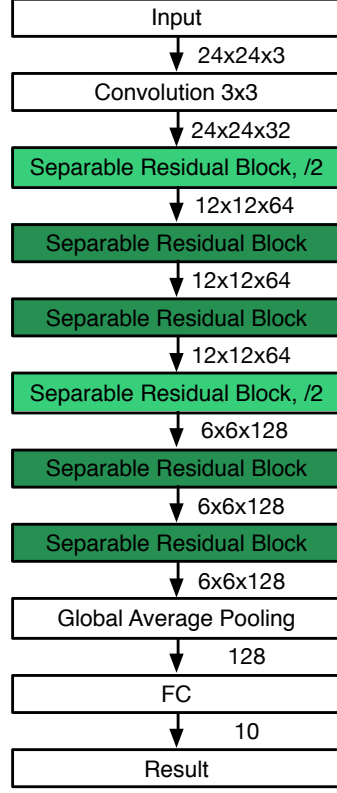 Input
24x24x3
Convolution 3x3
24x24x32
Separable Residual Block, /2
12x12x64
Separable Residual Block
12x12x64
Separable Residual Block
12x12x64
Separable Residual Block, /2
6x6x128
Separable Residual Block
6x6x128
Separable Residual Block
6x6x128
Global Average Pooling
128
FC
10
Result